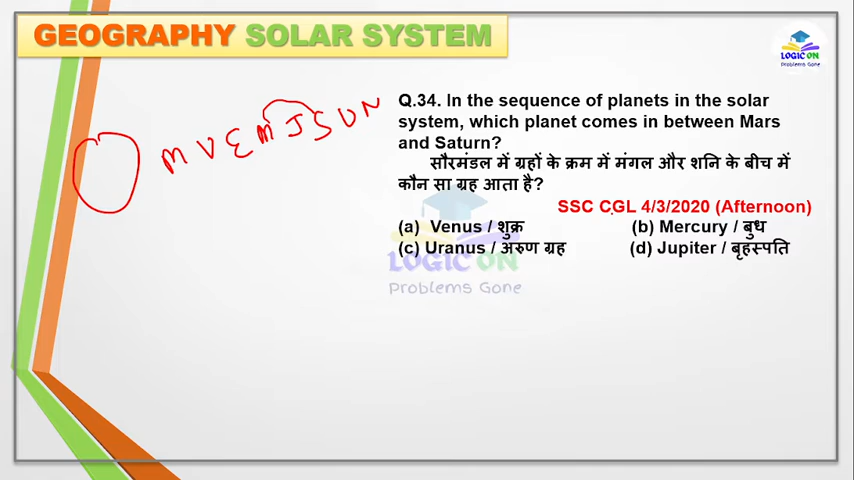 GEOGRAPHY SOLAR SYSTEM
LOGIC ON
Problems Gone
M V E M J S U N
Q.34. In the sequence of planets in the solar
system, which planet comes in between Mars
and Saturn?
सौरमंडल में ग्रहों के क्रम में मंगल और शनि के बीच में
कौन सा ग्रह आता है?
SSC CGL 4/3/2020 (Afternoon)
(a) Venus / शुक्र (b) Mercury / बुध
(c) Uranus / अरुण ग्रह (d) Jupiter / बृहस्पति
LOGIC ON
Problems Gone